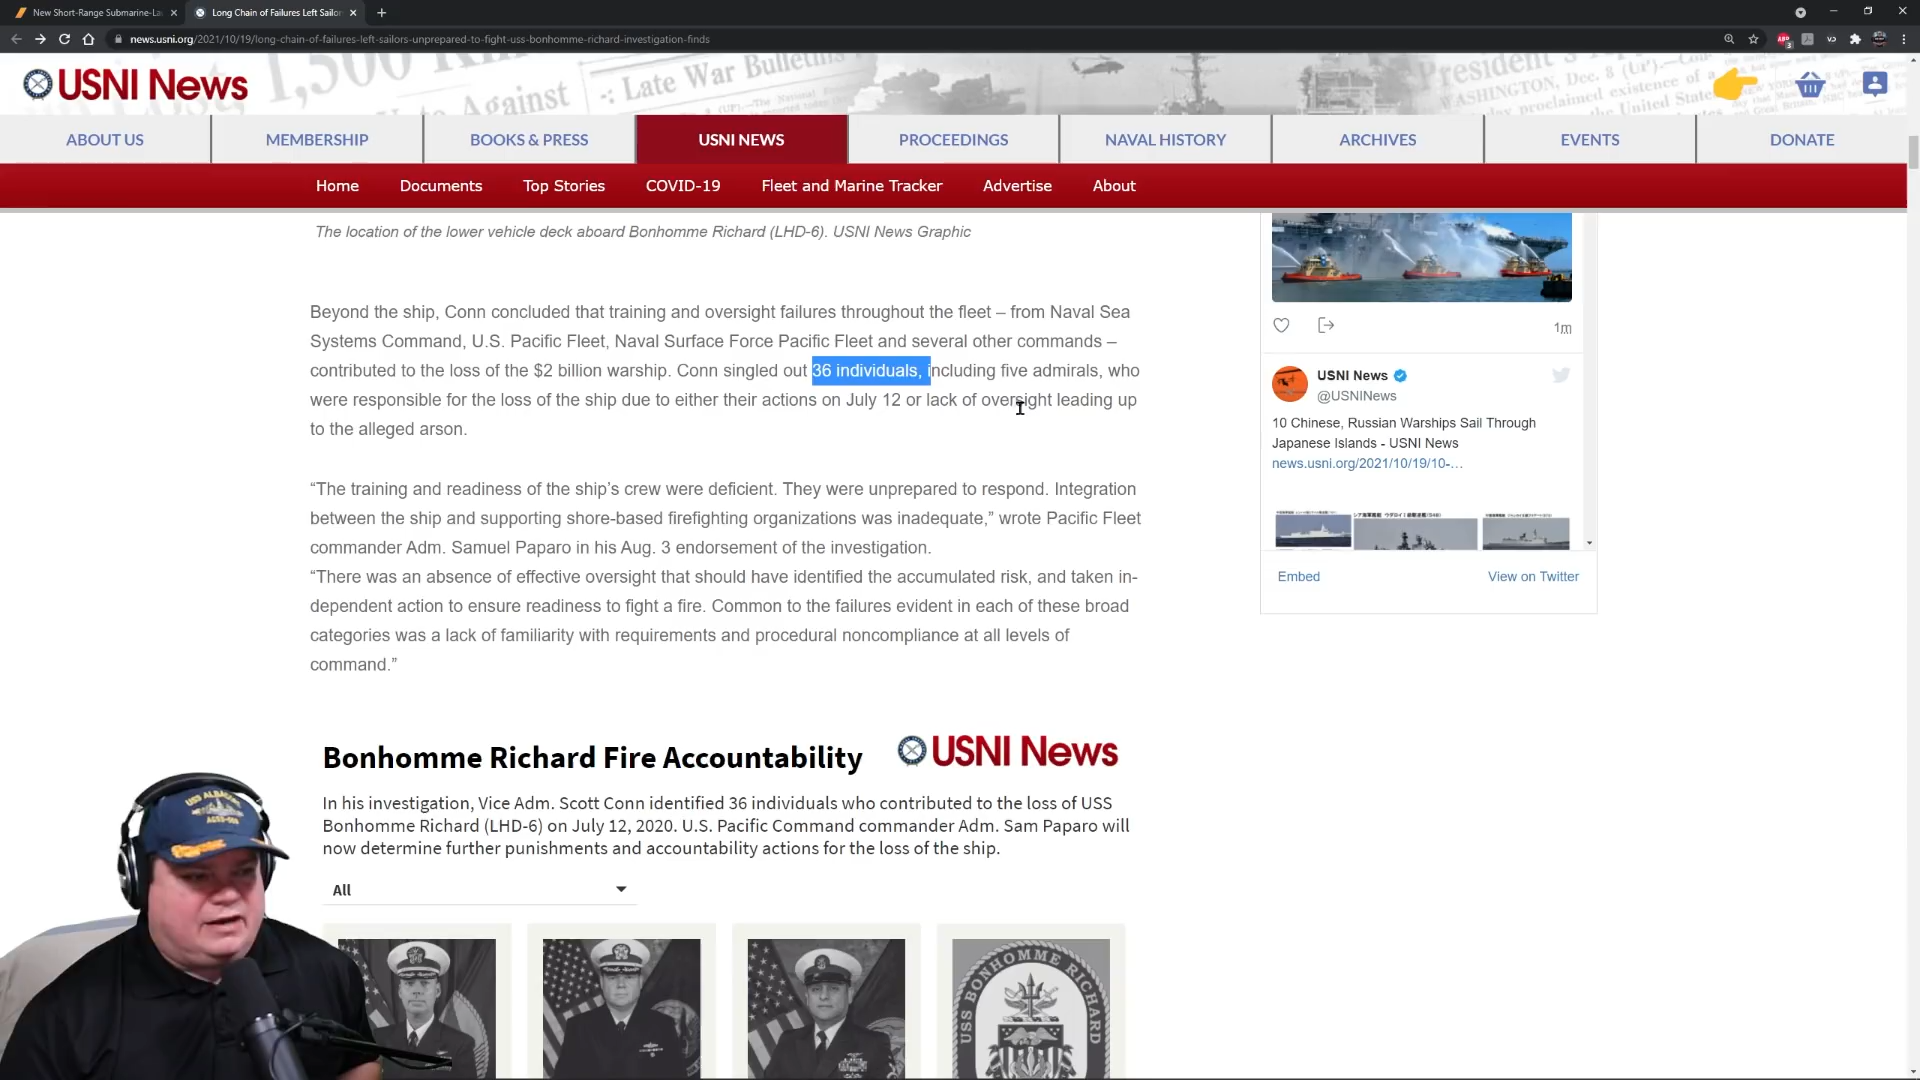 New Short-Range Submarine-La
Long Chain of Failures Left Sailor
news.usni.org/2021/10/19/long-chain-of-failures-left-sailors-unprepared-to-fight-uss-bonhomme-richard-investigation-finds
USNI News
Late War Bulletins
ABOUT US
MEMBERSHIP
BOOKS & PRESS
USNI NEWS
PROCEEDINGS
NAVAL HISTORY
ARCHIVES
EVENTS
DONATE
Home
Documents
Top Stories
COVID-19
Fleet and Marine Tracker
Advertise
About
The location of the lower vehicle deck aboard Bonhomme Richard (LHD-6). USNI News Graphic
Beyond the ship, Conn concluded that training and oversight failures throughout the fleet – from Naval Sea
Systems Command, U.S. Pacific Fleet, Naval Surface Force Pacific Fleet and several other commands –
contributed to the loss of the $2 billion warship. Conn singled out 36 individuals, including five admirals, who
were responsible for the loss of the ship due to either their actions on July 12 or lack of oversight leading up
to the alleged arson.
“The training and readiness of the ship’s crew were deficient. They were unprepared to respond. Integration
between the ship and supporting shore-based firefighting organizations was inadequate,” wrote Pacific Fleet
commander Adm. Samuel Paparo in his Aug. 3 endorsement of the investigation.
“There was an absence of effective oversight that should have identified the accumulated risk, and taken in-
dependent action to ensure readiness to fight a fire. Common to the failures evident in each of these broad
categories was a lack of familiarity with requirements and procedural noncompliance at all levels of
command.”
1m
USNI News
@USNINews
10 Chinese, Russian Warships Sail Through
Japanese Islands - USNI News
news.usni.org/2021/10/19/10-…
Embed
View on Twitter
Bonhomme Richard Fire Accountability
USNI News
In his investigation, Vice Adm. Scott Conn identified 36 individuals who contributed to the loss of USS
Bonhomme Richard (LHD-6) on July 12, 2020. U.S. Pacific Command commander Adm. Sam Paparo will
now determine further punishments and accountability actions for the loss of the ship.
All
USS BONHOMME RICHARD
USS ALBACORE
AGSS-569